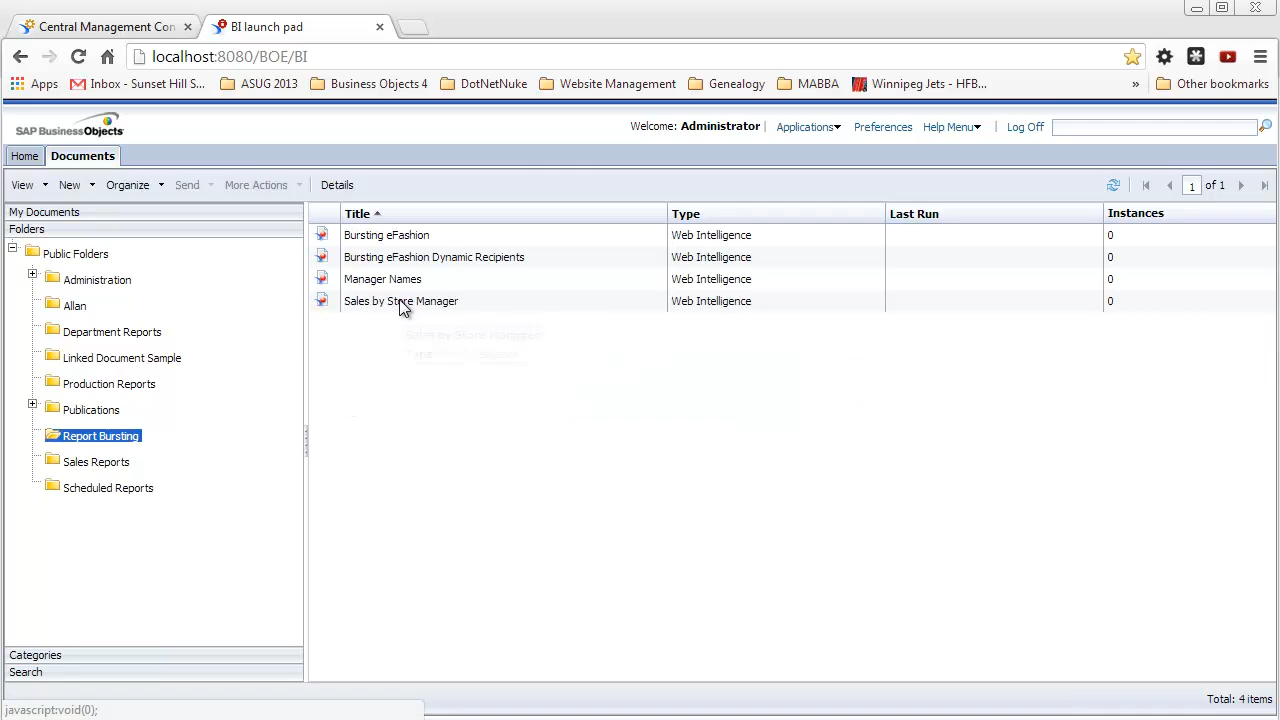 Central Management Con
BI launch pad
localhost:8080/BOE/BI
Apps
Inbox - Sunset Hill S...
ASUG 2013
Business Objects 4
DotNetNuke
Website Management
Genealogy
MABBA
Winnipeg Jets - HFB...
»
Other bookmarks
SAP BusinessObjects
Welcome: Administrator
Applications
Preferences
Help Menu
Log Off
Home
Documents
View
New
Organize
Send
More Actions
Details
1 of 1
My Documents
Folders
Public Folders
Administration
Allan
Department Reports
Linked Document Sample
Production Reports
Publications
Report Bursting
Sales Reports
Scheduled Reports
Categories
Search
Title Type Last Run Instances
Bursting eFashion Web Intelligence 0
Bursting eFashion Dynamic Recipients Web Intelligence 0
Manager Names Web Intelligence 0
Sales by Store Manager Web Intelligence 0
Sales by Store Manager
Total: 4 items
javascript:void(0);